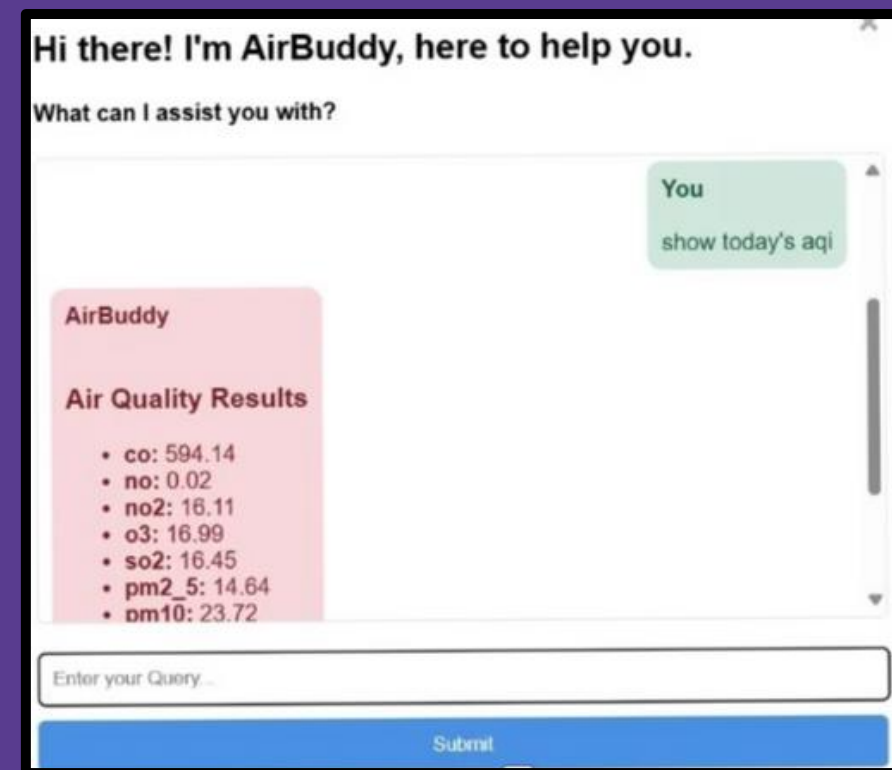 Hi there! I'm AirBuddy, here to help you.
What can I assist you with?
You
show today's aqi
AirBuddy
Air Quality Results
• co: 594.14
• no: 0.02
• no2: 16.11
• o3: 16.99
• so2: 16.45
• pm2_5: 14.64
• pm10: 23.72
Enter your Query...
Submit